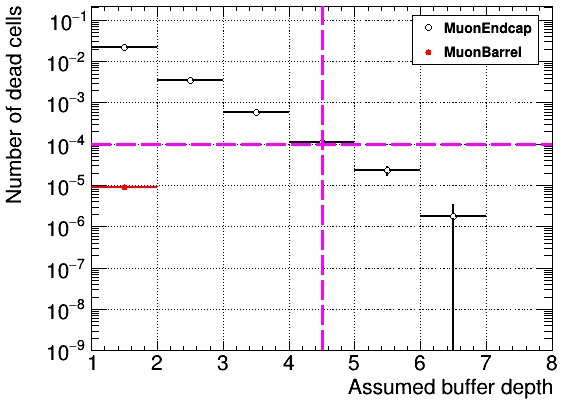 MuonEndcap
MuonBarrel
Number of dead cells
10⁻¹
10⁻²
10⁻³
10⁻⁴
10⁻⁵
10⁻⁶
10⁻⁷
10⁻⁸
10⁻⁹
1 2 3 4 5 6 7 8
Assumed buffer depth